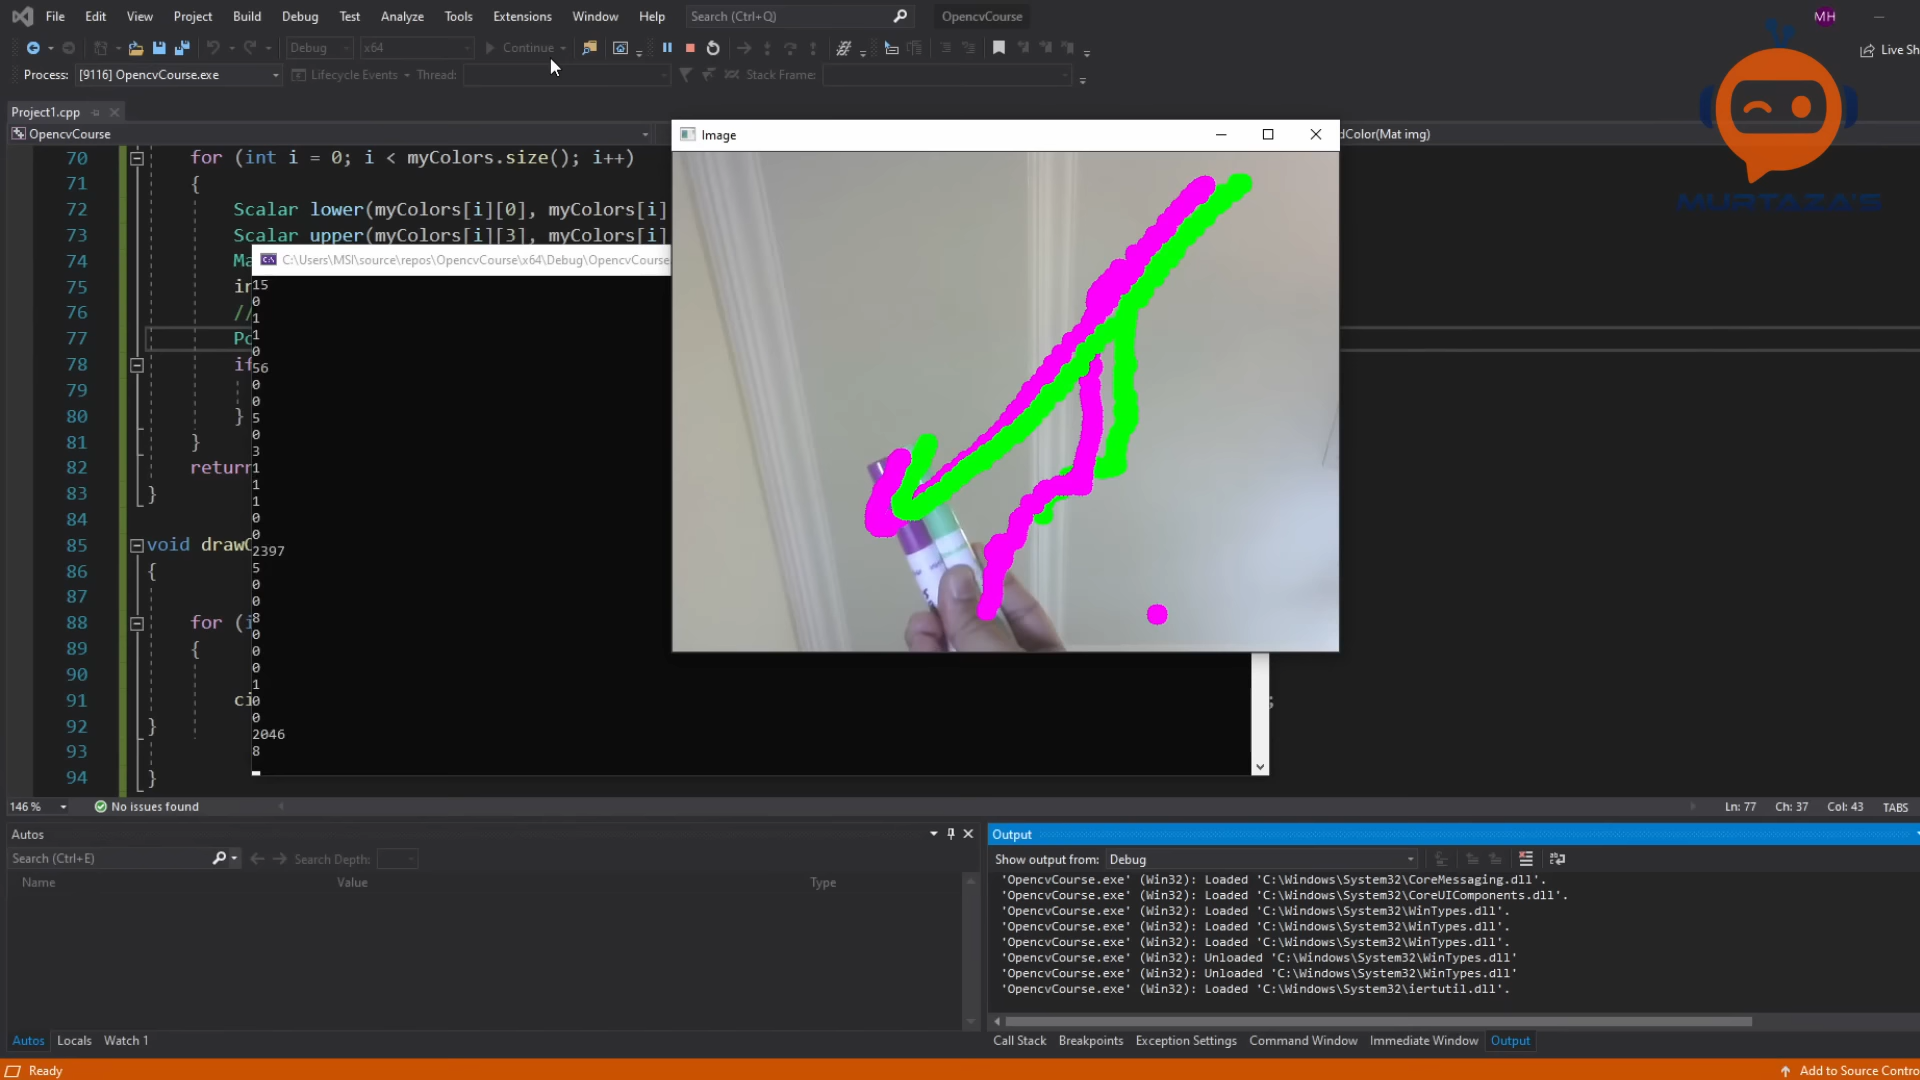 File Edit View Project Build Debug Test Analyze Tools Extensions Window Help Search (Ctrl+Q) OpencvCourse MH
Debug x64 Continue Live Sh
Process: [9116] OpencvCourse.exe Lifecycle Events Thread: Stack Frame:
Project1.cpp
OpencvCourse
dColor(Mat img)
MURTAZA'S
Image
70 for (int i = 0; i < myColors.size(); i++)
71 {
72 Scalar lower(myColors[i][0], myColors[i]
73 Scalar upper(myColors[i][3], myColors[i]
74 Ma
75 in
76 //
77 Po
78 if
79
80 }
81 }
82 return
83 }
84
85 void drawC
86 {
87
88 for (i
89 {
90
91 ci
92 }
93
94 }
C:\Users\MSI\source\repos\OpencvCourse\x64\Debug\OpencvCourse.
15
0
1
1
0
56
0
0
5
0
3
1
1
1
0
0
2397
5
0
0
8
0
0
0
1
0
0
2046
8
146 % No issues found Ln: 77 Ch: 37 Col: 43 TABS
Autos
Search (Ctrl+E) Search Depth:
Name Value Type
Autos Locals Watch 1
Output
Show output from: Debug
'OpencvCourse.exe' (Win32): Loaded 'C:\Windows\System32\CoreMessaging.dll'.
'OpencvCourse.exe' (Win32): Loaded 'C:\Windows\System32\CoreUIComponents.dll'.
'OpencvCourse.exe' (Win32): Loaded 'C:\Windows\System32\WinTypes.dll'.
'OpencvCourse.exe' (Win32): Loaded 'C:\Windows\System32\WinTypes.dll'.
'OpencvCourse.exe' (Win32): Loaded 'C:\Windows\System32\WinTypes.dll'.
'OpencvCourse.exe' (Win32): Unloaded 'C:\Windows\System32\WinTypes.dll'
'OpencvCourse.exe' (Win32): Unloaded 'C:\Windows\System32\WinTypes.dll'
'OpencvCourse.exe' (Win32): Loaded 'C:\Windows\System32\iertutil.dll'.
Call Stack Breakpoints Exception Settings Command Window Immediate Window Output
Ready Add to Source Contro